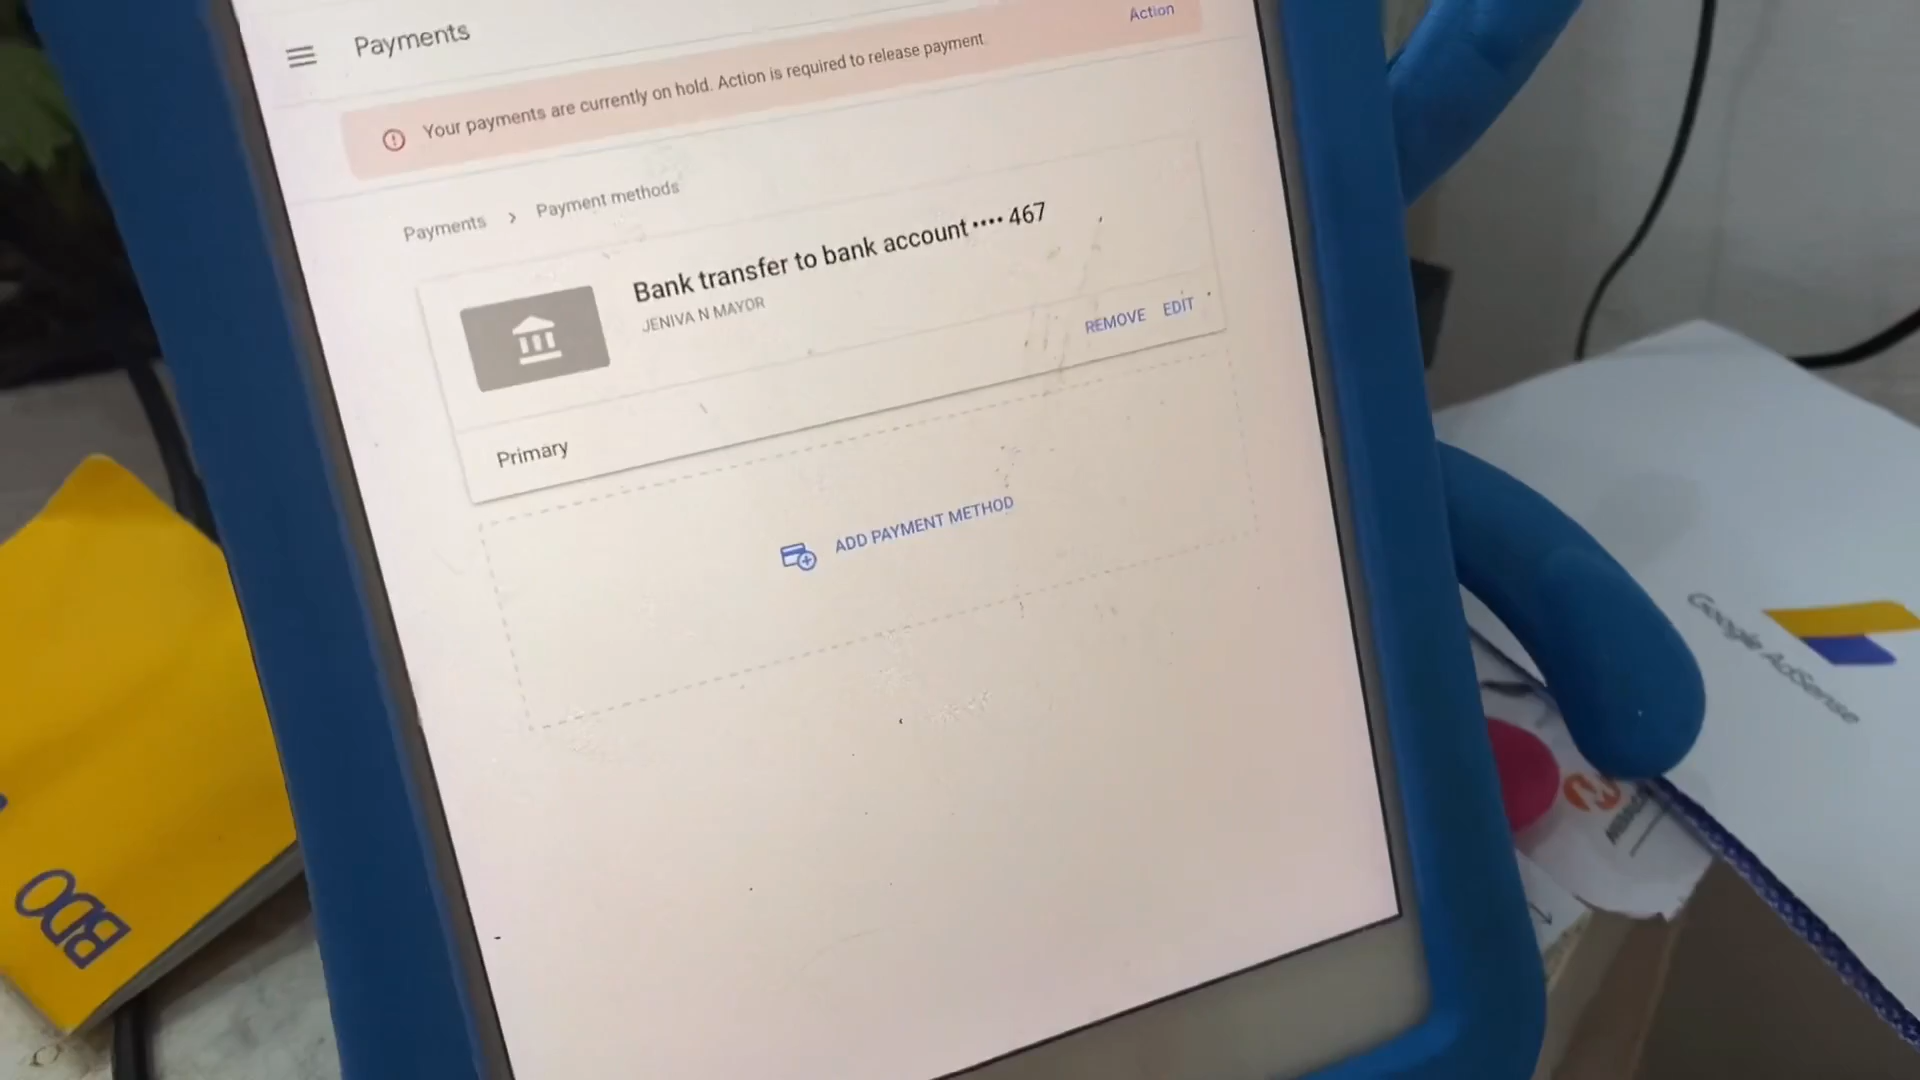 Payments
Your payments are currently on hold. Action is required to release payment.
Action
Payments > Payment methods
Bank transfer to bank account •••• 467
JENIVA N MAYOR
REMOVE EDIT
Primary
ADD PAYMENT METHOD
BDO
Google AdSense